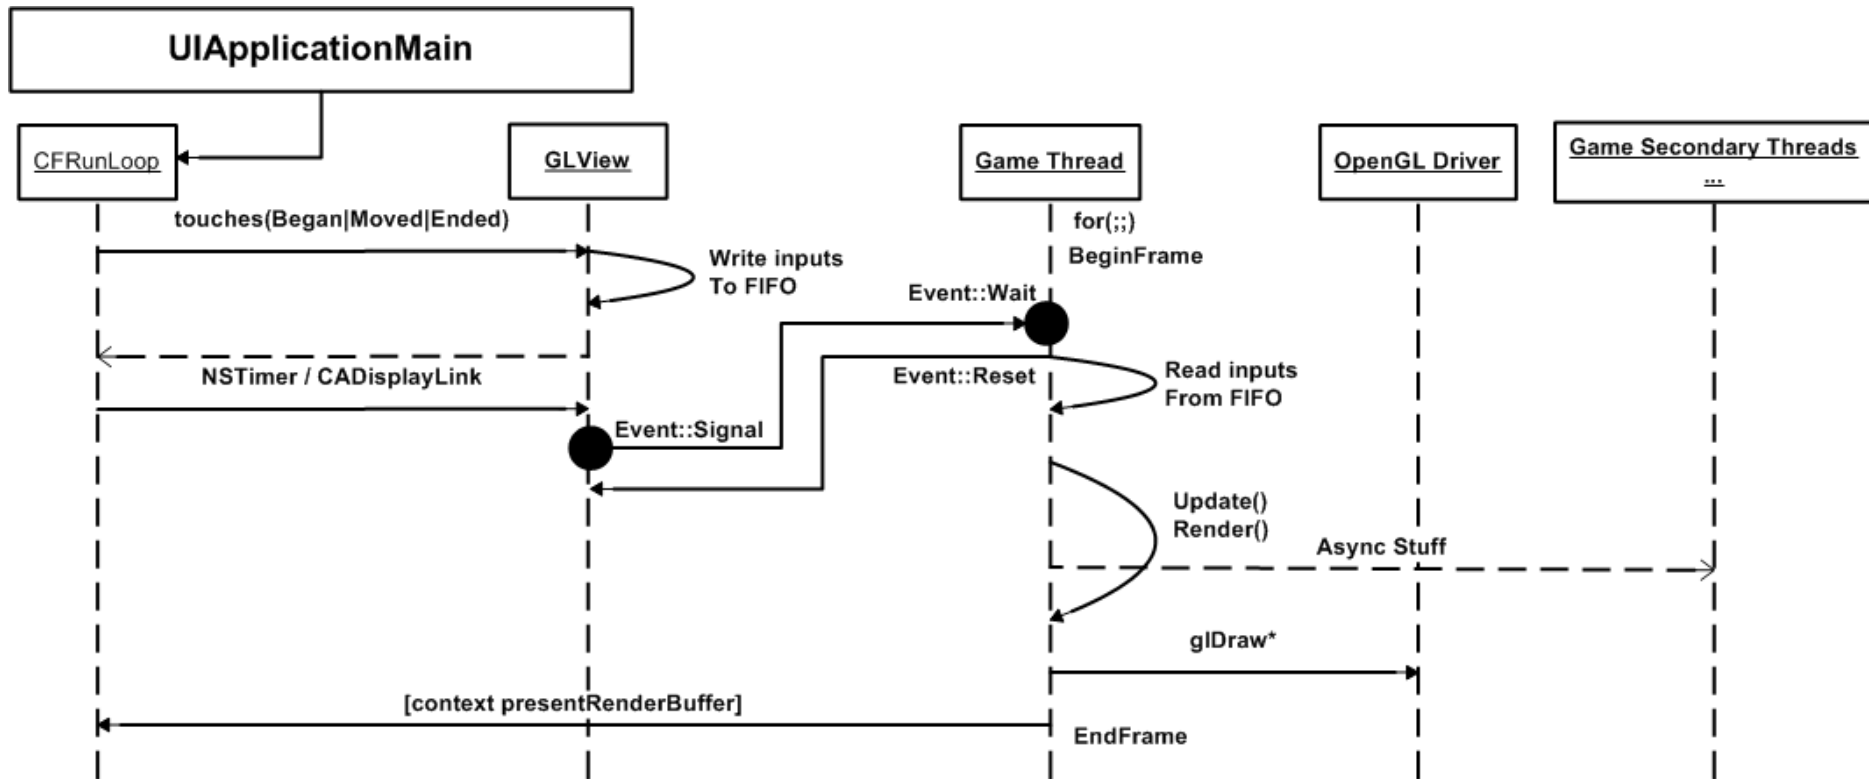 UIApplicationMain
CFRunLoop
GLView
Game Thread
OpenGL Driver
Game Secondary Threads
...
touches(Began|Moved|Ended)
for(;;)
BeginFrame
Write inputs
To FIFO
Event::Wait
NSTimer / CADisplayLink
Event::Reset
Read inputs
From FIFO
Event::Signal
Update()
Render()
Async Stuff
glDraw*
[context presentRenderBuffer]
EndFrame